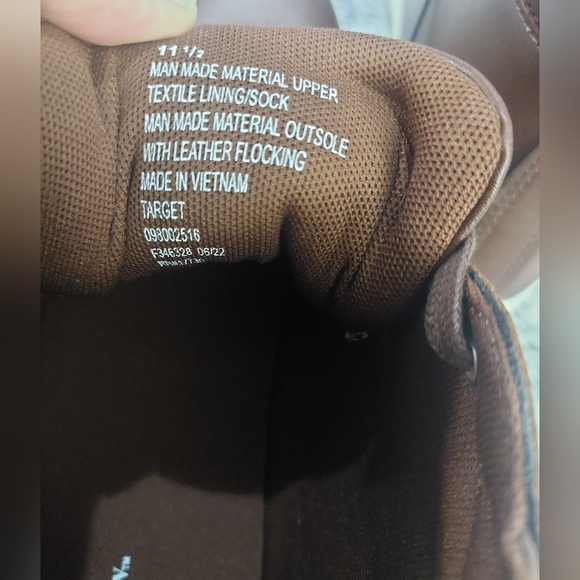 11 1/2
MAN MADE MATERIAL UPPER
TEXTILE LINING/SOCK
MAN MADE MATERIAL OUTSOLE
WITH LEATHER FLOCKING
MADE IN VIETNAM
TARGET
098002516
F346328 06/22